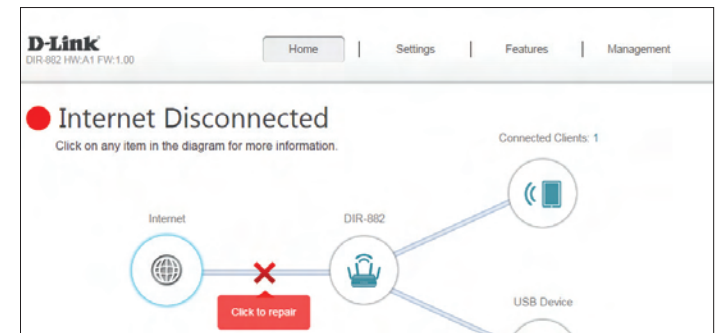 D-Link
DIR-882 HW:A1 FW:1.00
Home | Settings | Features | Management
Internet Disconnected
Click on any item in the diagram for more information.
Connected Clients: 1
Internet
DIR-882
Click to repair
USB Device